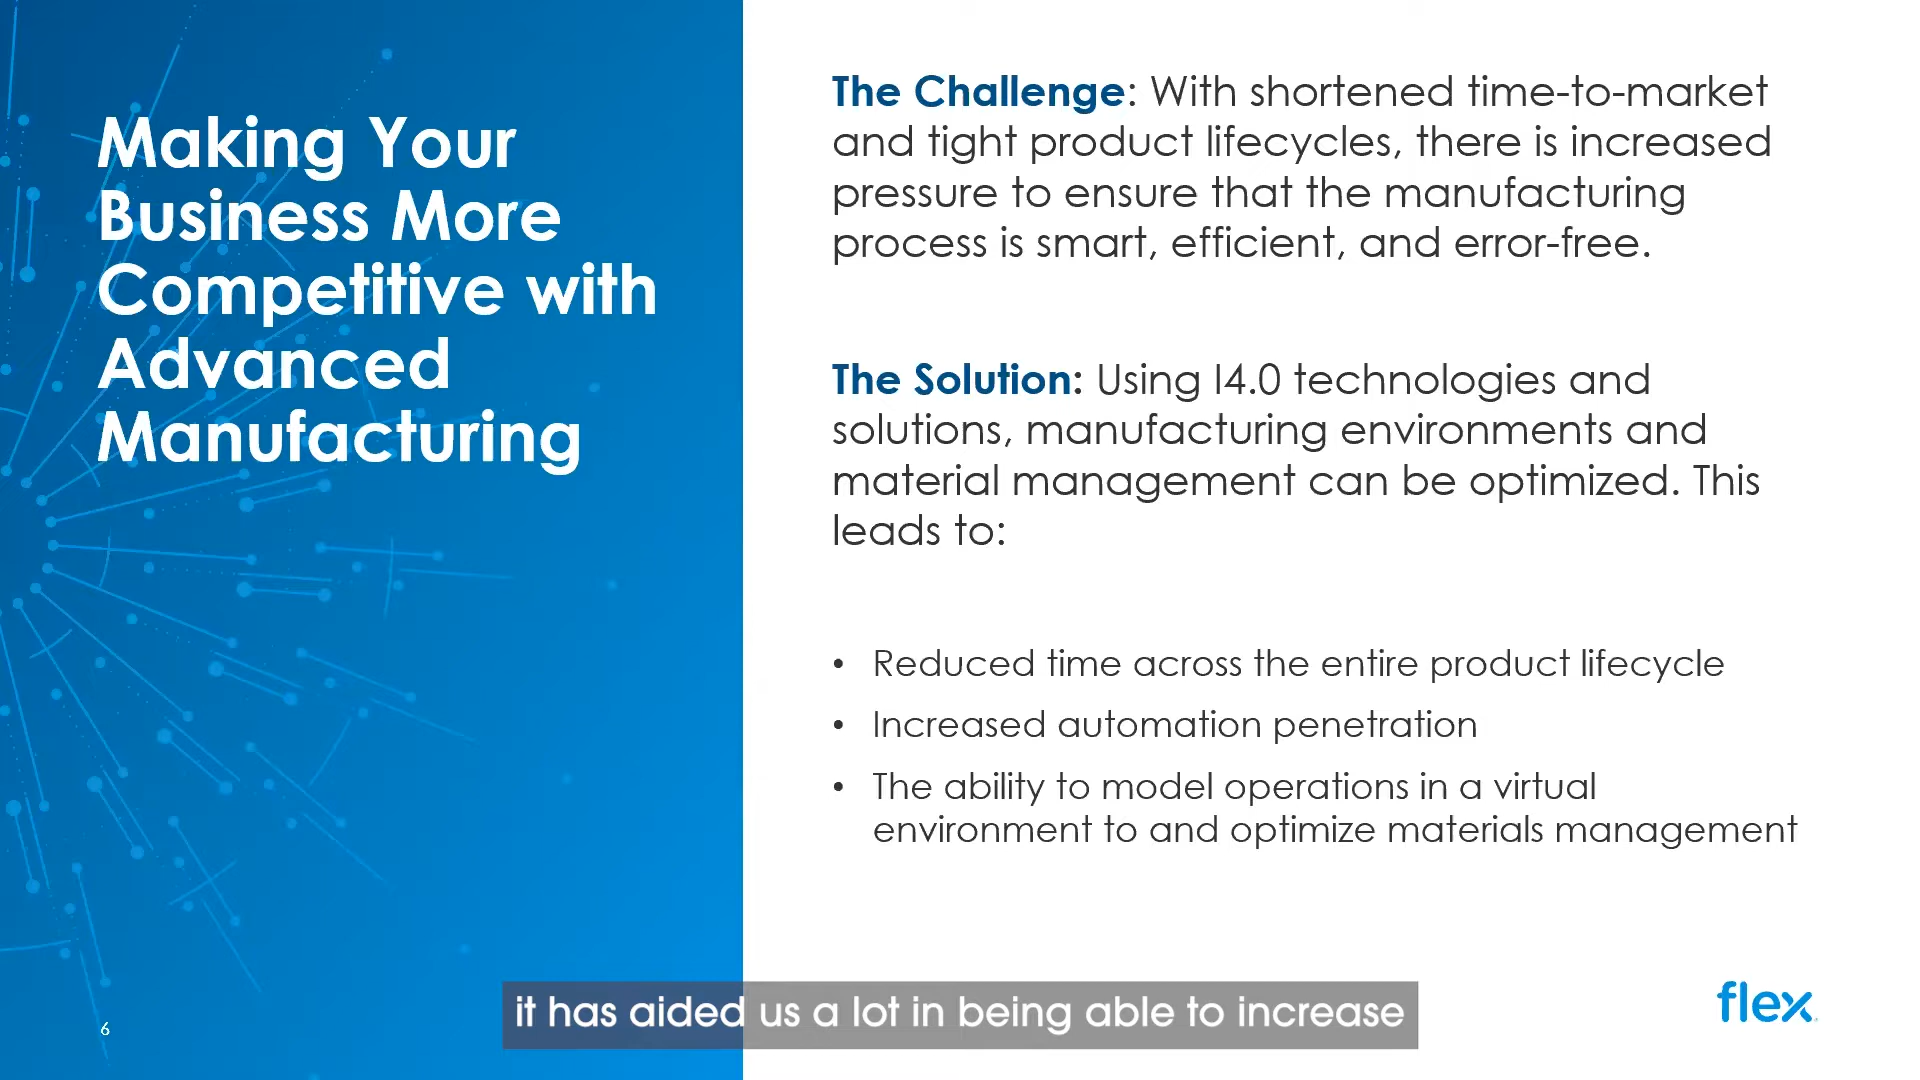 Making Your
Business More
Competitive with
Advanced
Manufacturing
The Challenge: With shortened time-to-market
and tight product lifecycles, there is increased
pressure to ensure that the manufacturing
process is smart, efficient, and error-free.
The Solution: Using I4.0 technologies and
solutions, manufacturing environments and
material management can be optimized. This
leads to:
• Reduced time across the entire product lifecycle
• Increased automation penetration
• The ability to model operations in a virtual
environment to and optimize materials management
it has aided us a lot in being able to increase
6
flex